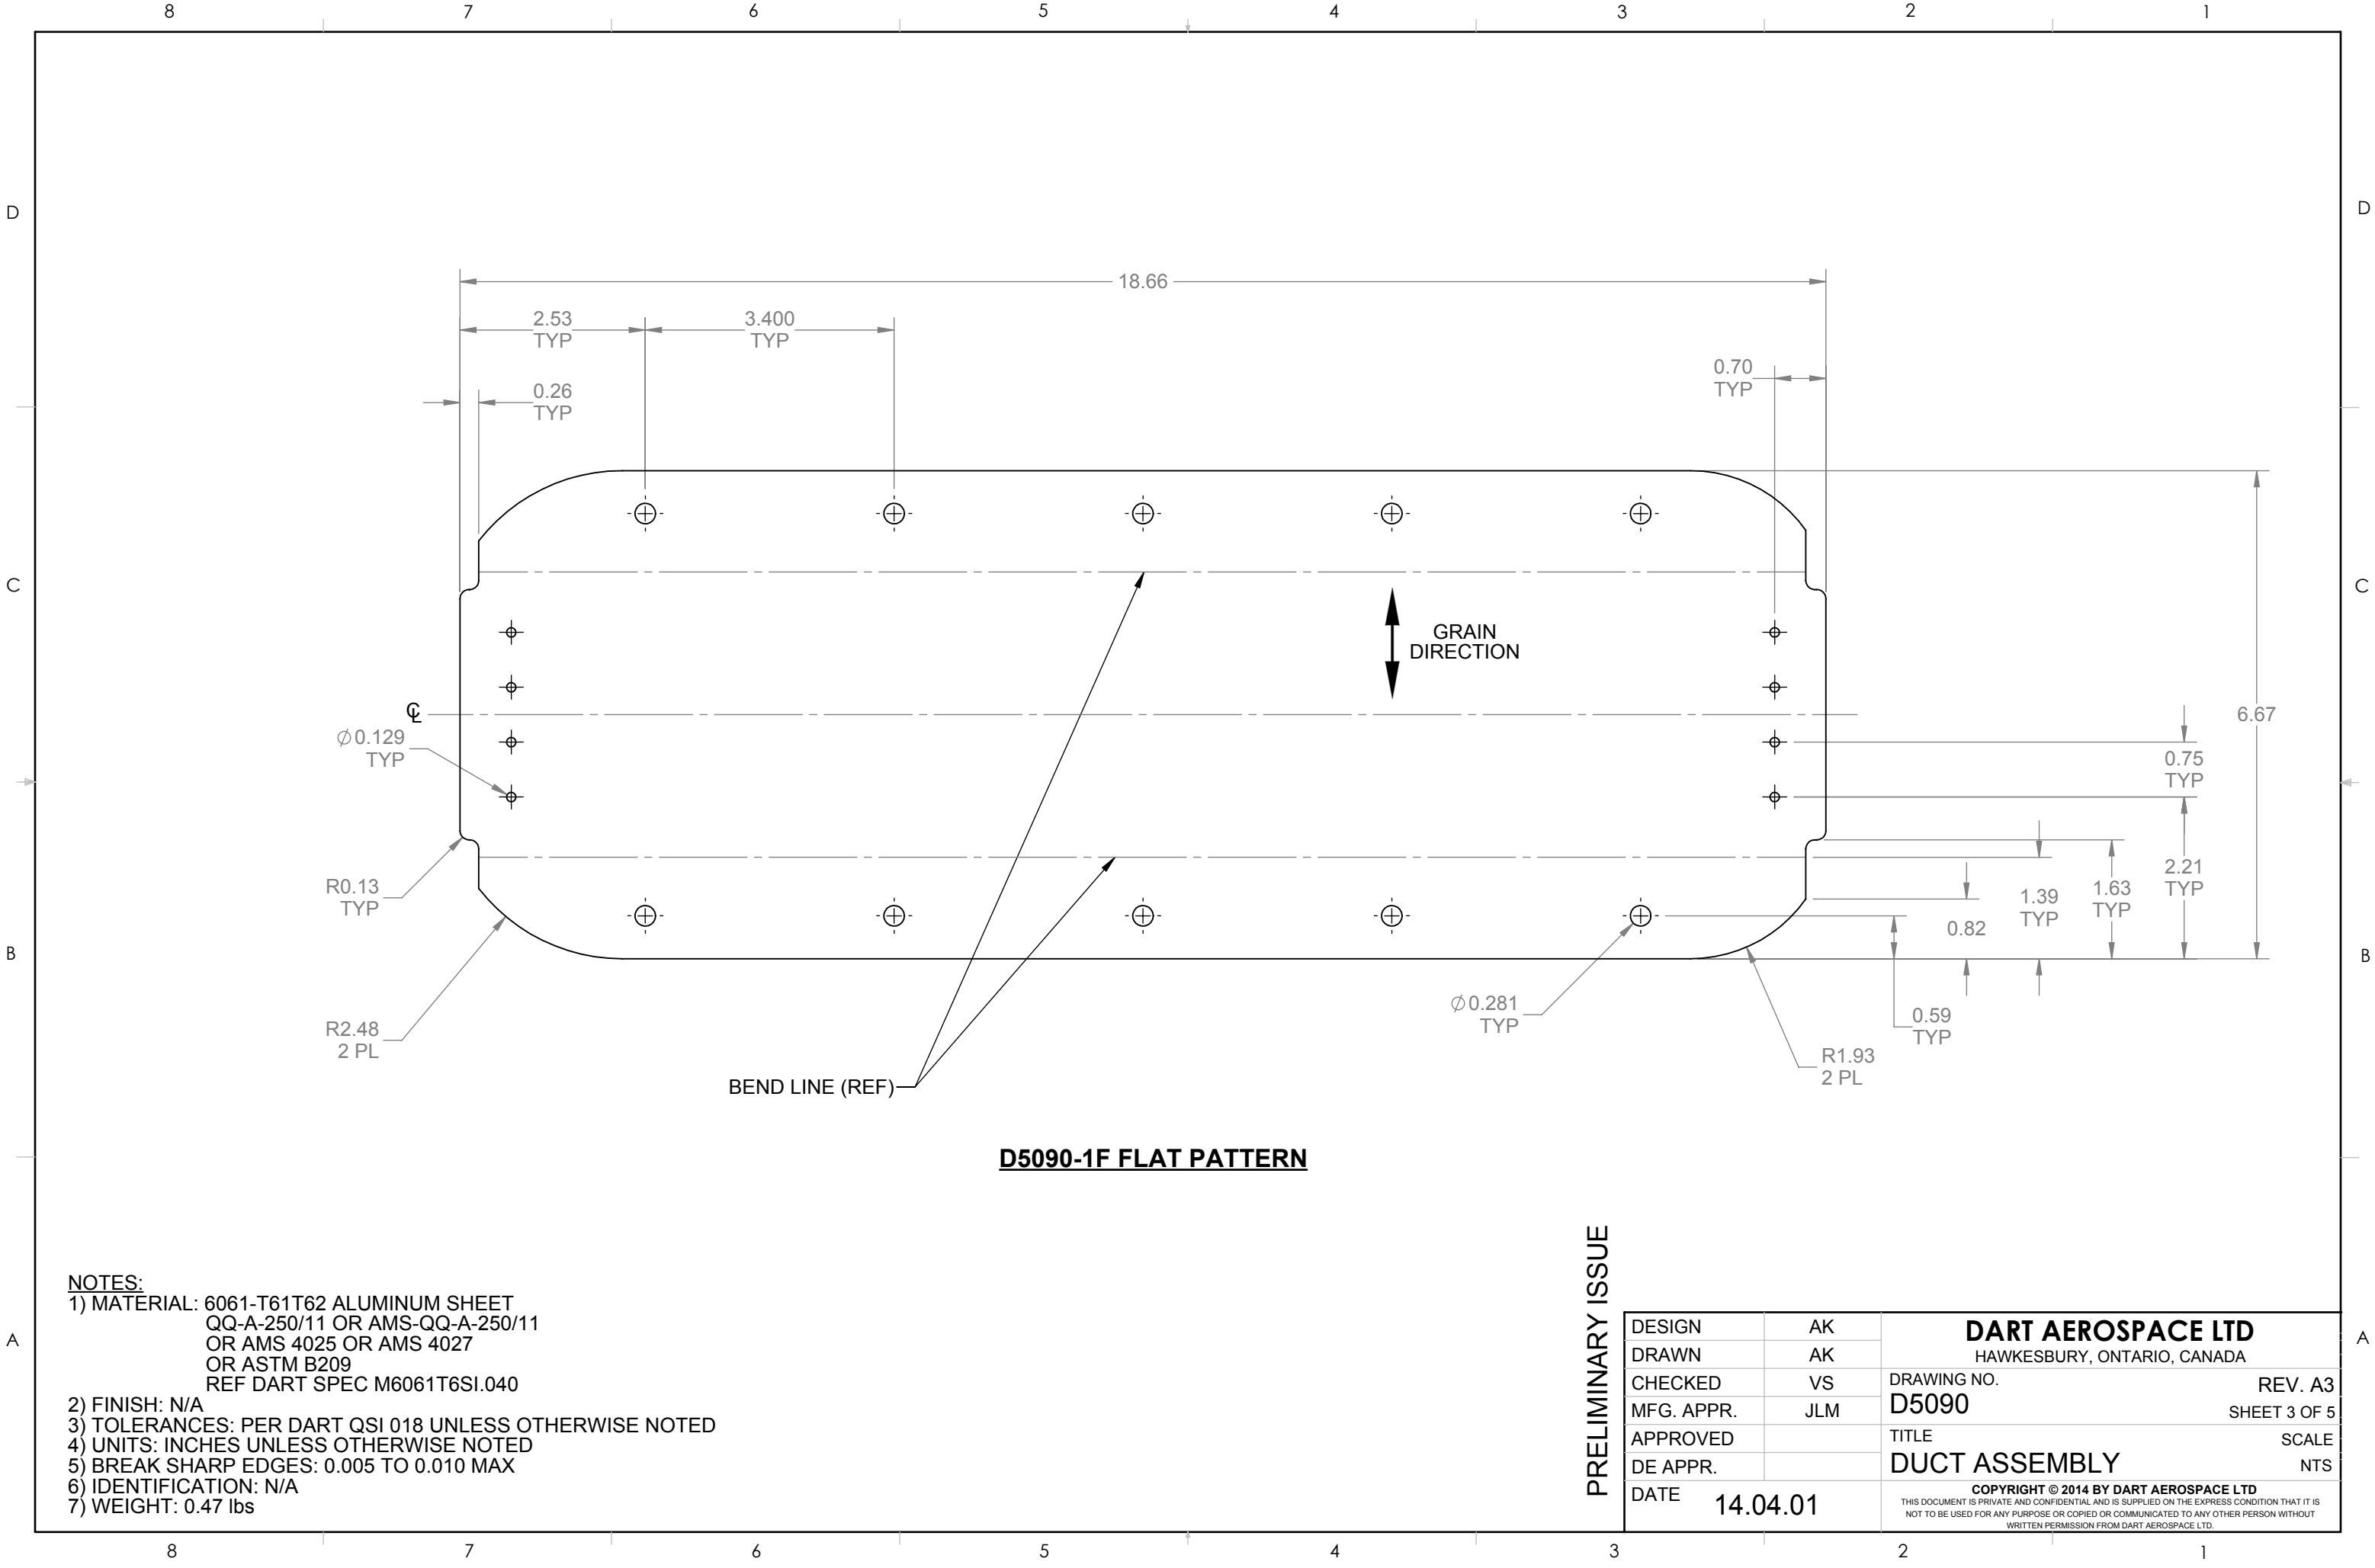 8 7 6 5 4 3 2 1
D D
18.66
2.53
TYP
3.400
TYP
0.70
TYP
0.26
TYP
C C
GRAIN
DIRECTION
℄
Ø0.129
TYP
6.67
0.75
TYP
R0.13
TYP
2.21
TYP
1.63
TYP
1.39
TYP
0.82
B B
R2.48
2 PL
Ø0.281
TYP
0.59
TYP
R1.93
2 PL
BEND LINE (REF)
D5090-1F FLAT PATTERN
NOTES:
1) MATERIAL: 6061-T61T62 ALUMINUM SHEET
QQ-A-250/11 OR AMS-QQ-A-250/11
OR AMS 4025 OR AMS 4027
OR ASTM B209
REF DART SPEC M6061T6SI.040
2) FINISH: N/A
3) TOLERANCES: PER DART QSI 018 UNLESS OTHERWISE NOTED
4) UNITS: INCHES UNLESS OTHERWISE NOTED
5) BREAK SHARP EDGES: 0.005 TO 0.010 MAX
6) IDENTIFICATION: N/A
7) WEIGHT: 0.47 lbs
A A
PRELIMINARY ISSUE
DESIGN AK
DRAWN AK
CHECKED VS
MFG. APPR. JLM
APPROVED
DE APPR.
DATE 14.04.01
DART AEROSPACE LTD
HAWKESBURY, ONTARIO, CANADA
DRAWING NO. REV. A3
D5090 SHEET 3 OF 5
TITLE SCALE
DUCT ASSEMBLY NTS
COPYRIGHT © 2014 BY DART AEROSPACE LTD
THIS DOCUMENT IS PRIVATE AND CONFIDENTIAL AND IS SUPPLIED ON THE EXPRESS CONDITION THAT IT IS
NOT TO BE USED FOR ANY PURPOSE OR COPIED OR COMMUNICATED TO ANY OTHER PERSON WITHOUT
WRITTEN PERMISSION FROM DART AEROSPACE LTD.
8 7 6 5 4 3 2 1